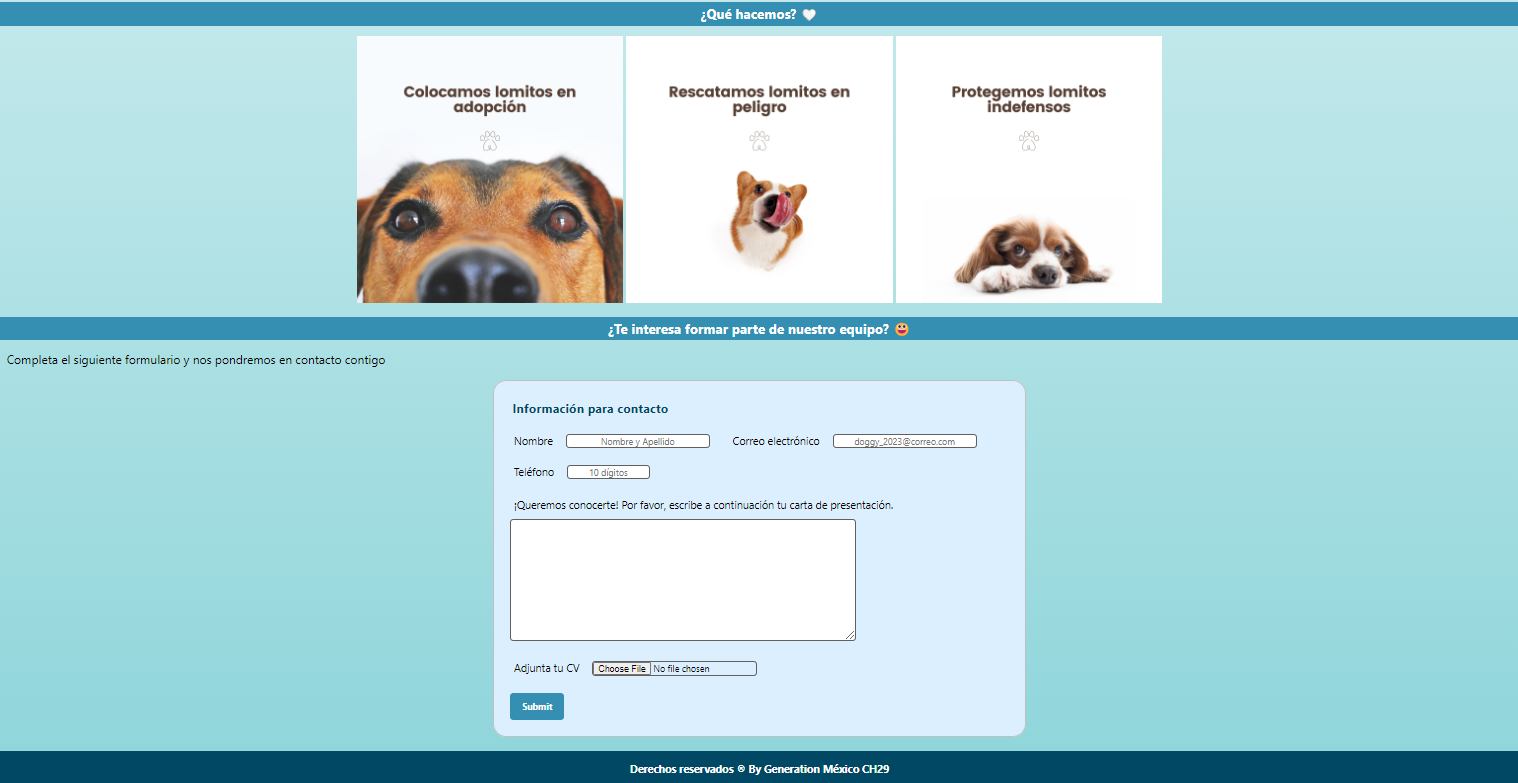 ¿Qué hacemos? 🤍
Colocamos lomitos en
adopción
Rescatamos lomitos en
peligro
Protegemos lomitos
indefensos
¿Te interesa formar parte de nuestro equipo? 😀
Completa el siguiente formulario y nos pondremos en contacto contigo
Información para contacto
Nombre Nombre y Apellido Correo electrónico doggy_2023@correo.com
Teléfono 10 dígitos
¡Queremos conocerte! Por favor, escribe a continuación tu carta de presentación.
Adjunta tu CV Choose File No file chosen
Submit
Derechos reservados ® By Generation México CH29